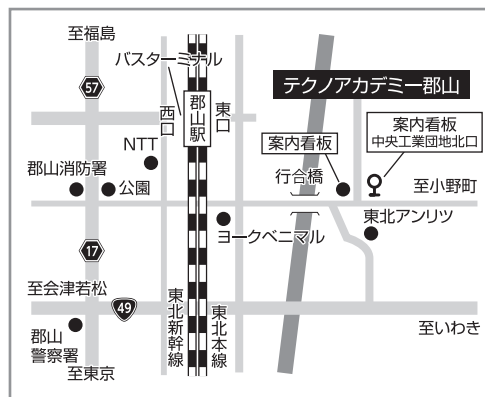 至福島
バスターミナル
57
テクノアカデミー郡山
西口
郡山駅
東口
案内看板
中央工業団地北口
NTT
案内看板
郡山消防署
公園
行合橋
至小野町
東北アンリツ
ヨークベニマル
17
至会津若松
49
東北新幹線
東北本線
至いわき
郡山
警察署
至東京